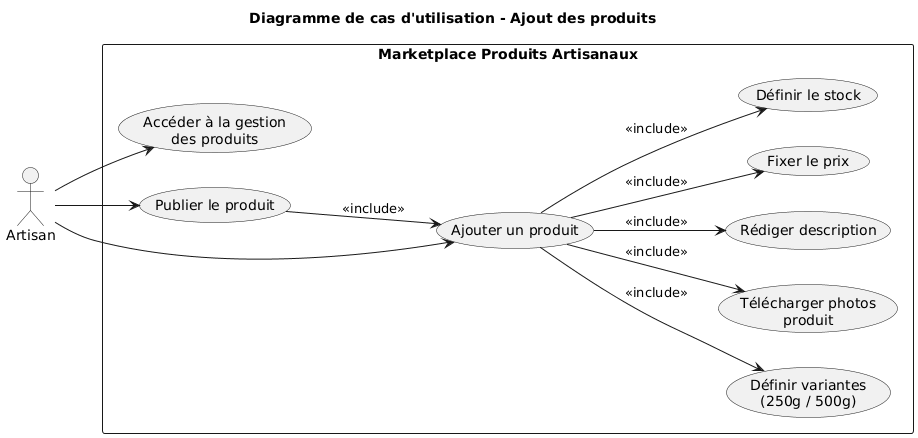 Diagramme de cas d'utilisation - Ajout des produits
Marketplace Produits Artisanaux
Définir le stock
Accéder à la gestion
des produits
«include»
Fixer le prix
«include»
Publier le produit
«include»
Ajouter un produit
«include»
Rédiger description
Artisan
«include»
Télécharger photos
produit
«include»
Définir variantes
(250g / 500g)